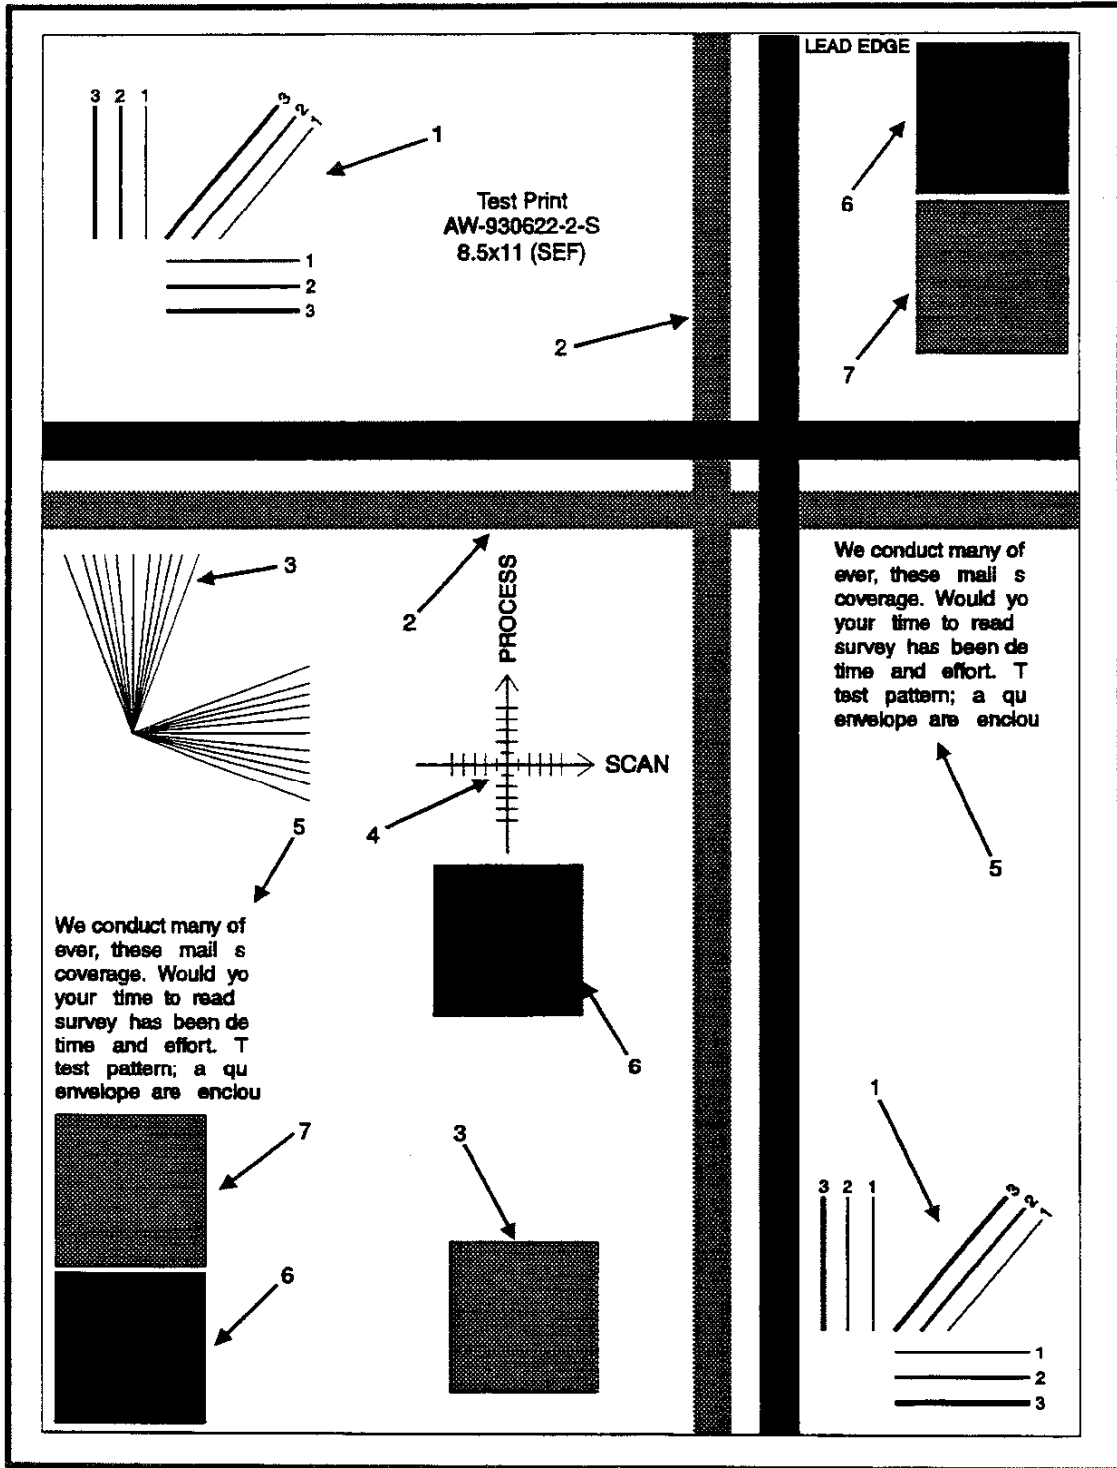 LEAD EDGE
3 2 1
3
2
1
1
Test Print
AW-930622-2-S
8.5x11 (SEF)
1
2
3
2
6
7
3
PROCESS
2
SCAN
4
We conduct many of
ever, these mail s
coverage. Would yo
your time to read
survey has been de
time and effort. T
test pattern; a qu
envelope are enclou
5
5
We conduct many of
ever, these mail s
coverage. Would yo
your time to read
survey has been de
time and effort. T
test pattern; a qu
envelope are enclou
6
7
3
6
1
3 2 1
3
2
1
1
2
3